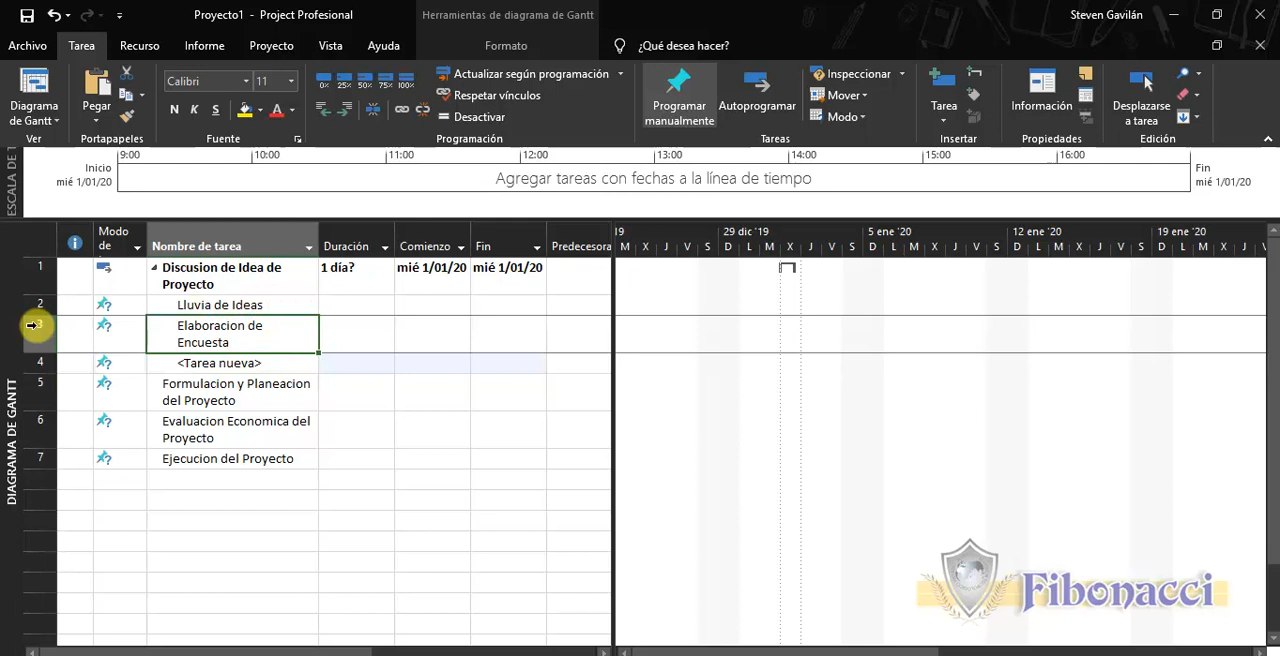 Proyecto1 - Project Profesional
Herramientas de diagrama de Gantt
Steven Gavilán
Archivo Tarea Recurso Informe Proyecto Vista Ayuda Formato ¿Qué desea hacer?
Diagrama de Gantt
Ver
Pegar
Portapapeles
Calibri 11
N K S
Fuente
0% 25% 50% 75% 100%
Actualizar según programación
Respetar vínculos
Desactivar
Programación
Programar manualmente
Autoprogramar
Inspeccionar
Mover
Modo
Tareas
Tarea
Insertar
Información
Propiedades
Desplazarse a tarea
Edición
ESCALA DE T
9:00 10:00 11:00 12:00 13:00 14:00 15:00 16:00
Inicio
mié 1/01/20
Agregar tareas con fechas a la línea de tiempo
Fin
mié 1/01/20
DIAGRAMA DE GANTT
Modo de
Nombre de tarea
Duración
Comienzo
Fin
Predecesora
'19 29 dic '19 5 ene '20 12 ene '20 19 ene '20
M X J V S D L M X J V S D L M X J V S D L M X J V S D L M X J V
1 Discusion de Idea de Proyecto 1 día? mié 1/01/20 mié 1/01/20
2 Lluvia de Ideas
3 Elaboracion de Encuesta
4 <Tarea nueva>
5 Formulacion y Planeacion del Proyecto
6 Evaluacion Economica del Proyecto
7 Ejecucion del Proyecto
Fibonacci